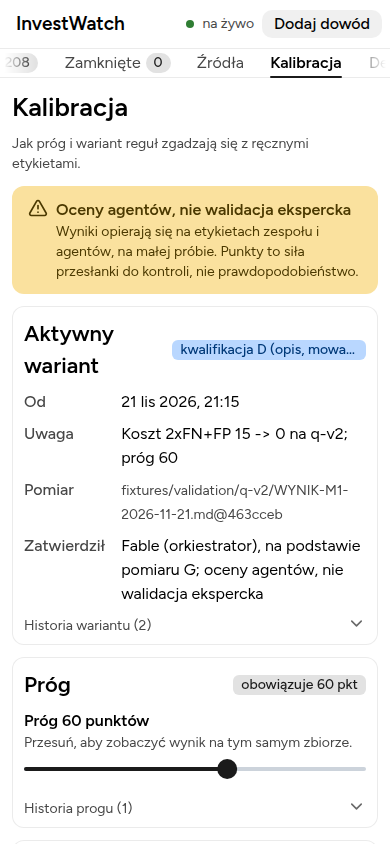 InvestWatch
na żywo
Dodaj dowód
208
Zamknięte 0
Źródła
Kalibracja
Kalibracja
Jak próg i wariant reguł zgadzają się z ręcznymi
etykietami.
Oceny agentów, nie walidacja ekspercka
Wyniki opierają się na etykietach zespołu i
agentów, na małej próbie. Punkty to siła
przesłanki do kontroli, nie prawdopodobieństwo.
Aktywny
wariant
kwalifikacja D (opis, mowa...
Od
21 lis 2026, 21:15
Uwaga
Koszt 2xFN+FP 15 -> 0 na q-v2;
próg 60
Pomiar
fixtures/validation/q-v2/WYNIK-M1-
2026-11-21.md@463cceb
Zatwierdził
Fable (orkiestrator), na podstawie
pomiaru G; oceny agentów, nie
walidacja ekspercka
Historia wariantu (2)
Próg
obowiązuje 60 pkt
Próg 60 punktów
Przesuń, aby zobaczyć wynik na tym samym zbiorze.
Historia progu (1)